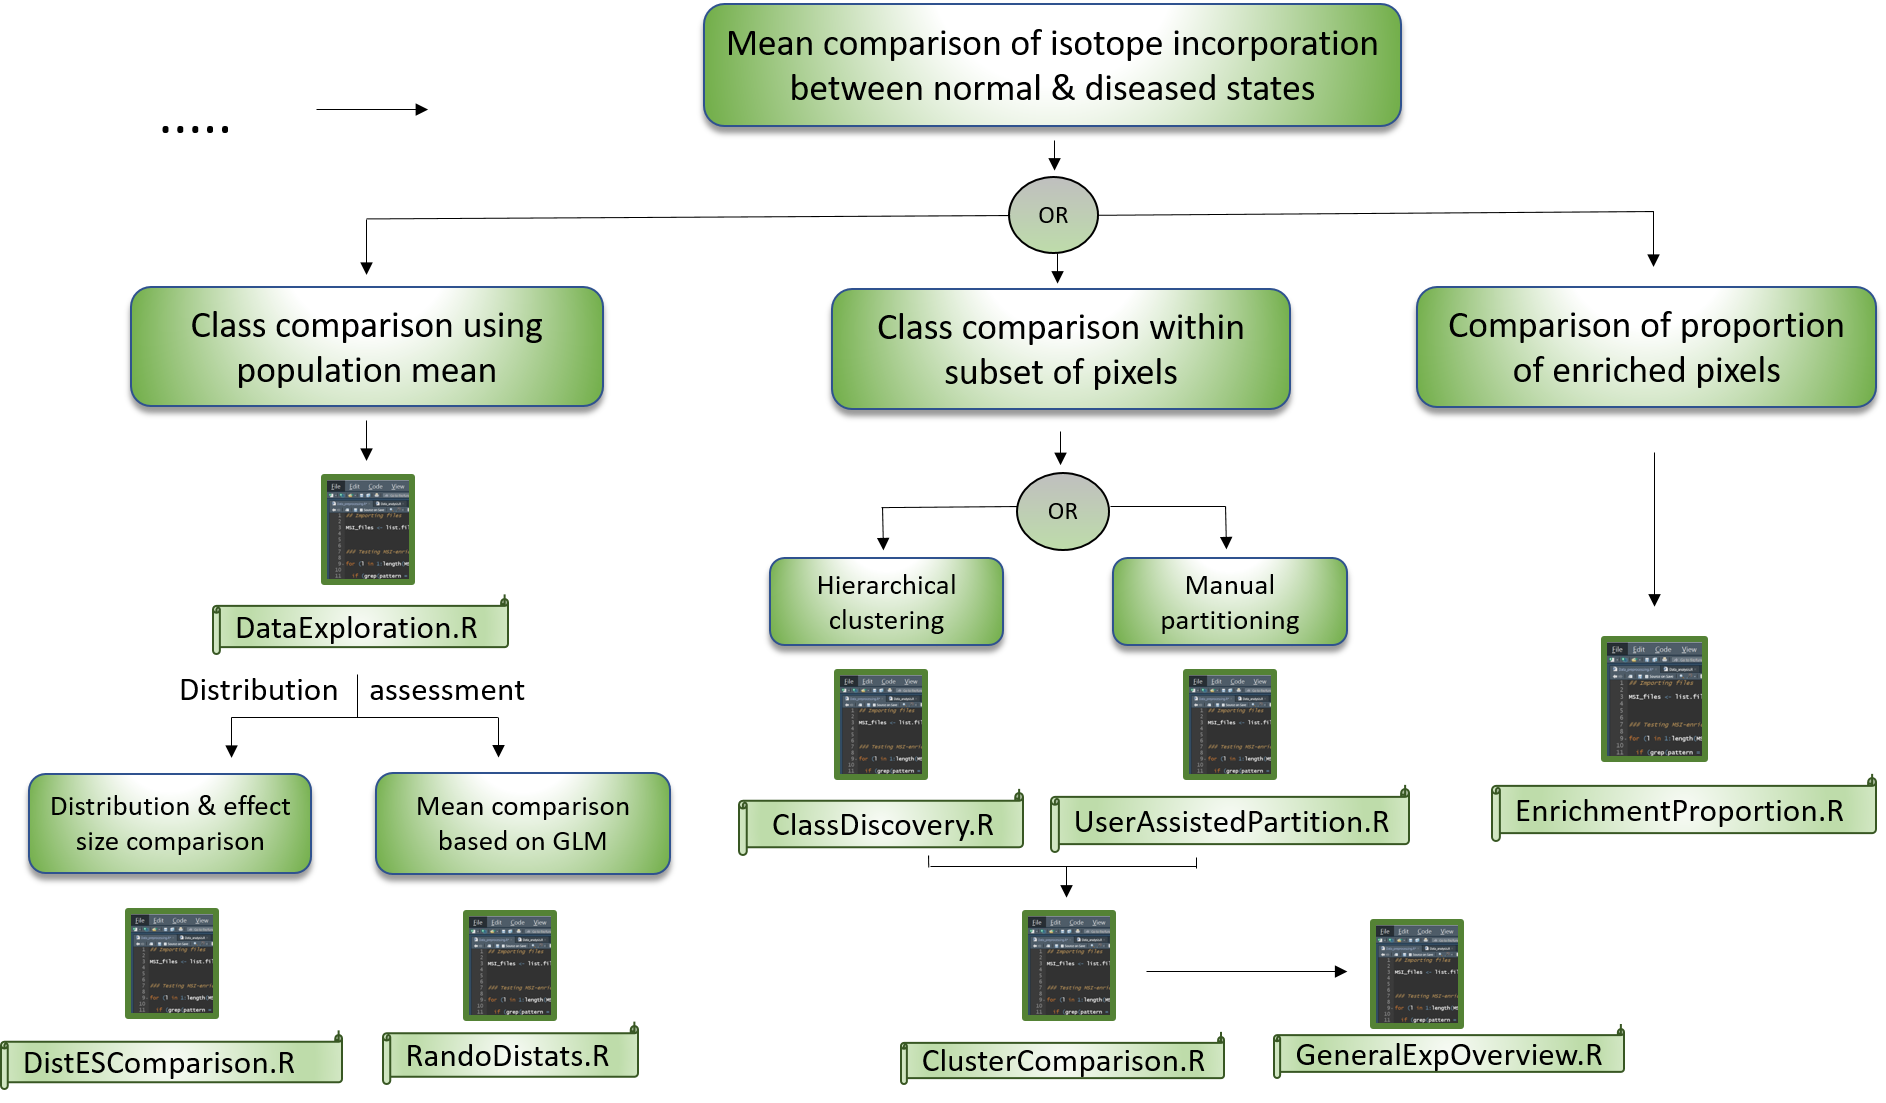 Mean comparison of isotope incorporation
between normal & diseased states
.....
OR
Class comparison using
population mean
Class comparison within
subset of pixels
Comparison of proportion
of enriched pixels
OR
DataExploration.R
Hierarchical
clustering
Manual
partitioning
Distribution assessment
Distribution & effect
size comparison
Mean comparison
based on GLM
ClassDiscovery.R
UserAssistedPartition.R
EnrichmentProportion.R
DistESComparison.R
RandoDistats.R
ClusterComparison.R
GeneralExpOverview.R